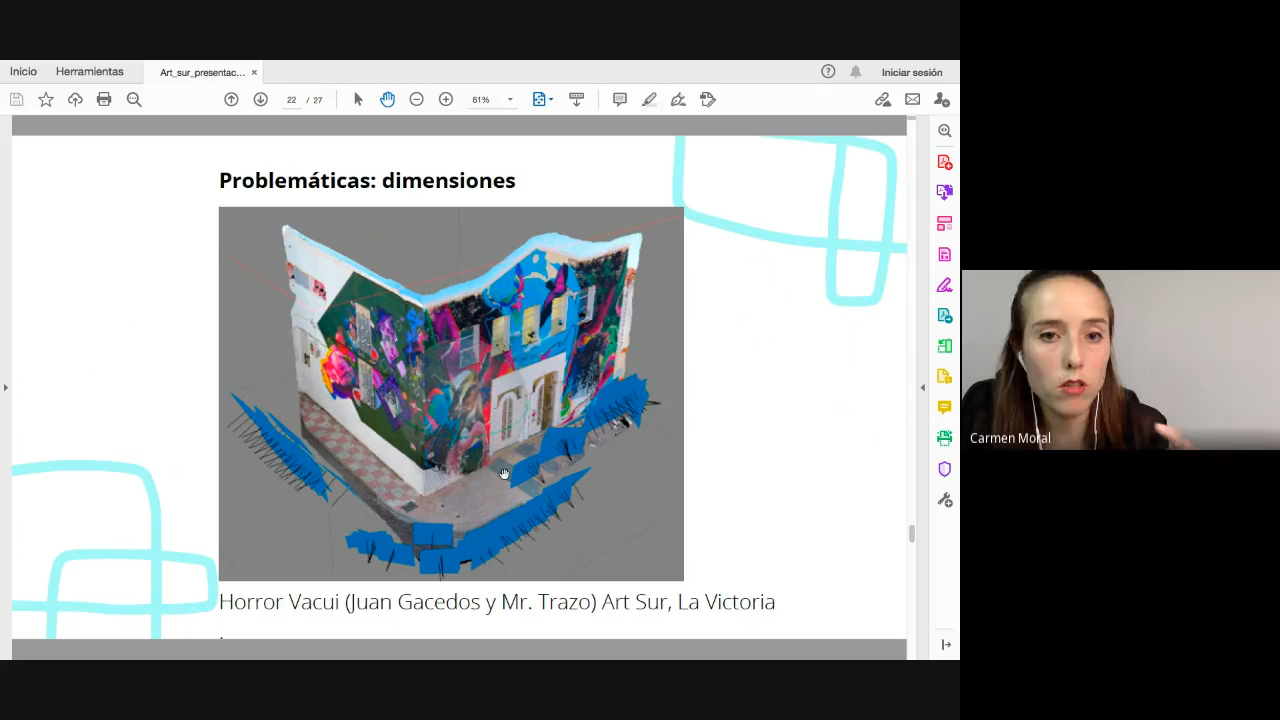 Inicio Herramientas Art_sur_presentac... × Iniciar sesión
22 / 27 61%
Problemáticas: dimensiones
Carmen Moral
Horror Vacui (Juan Gacedos y Mr. Trazo) Art Sur, La Victoria